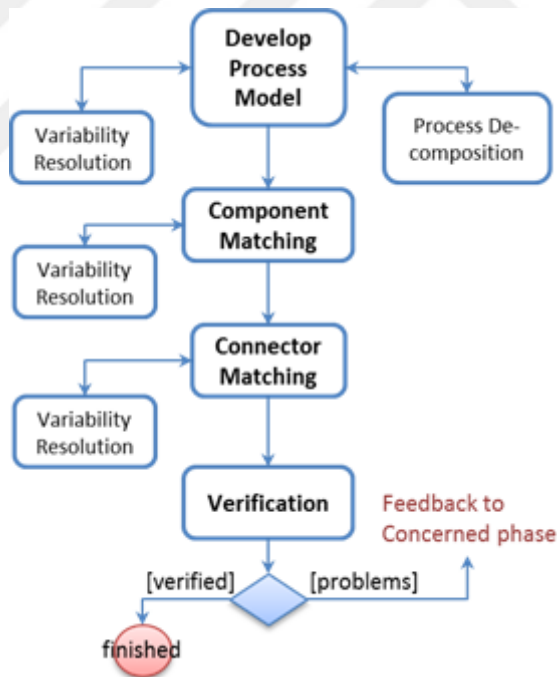 Develop
Process
Model
Variability
Resolution
Process De-
composition
Component
Matching
Variability
Resolution
Connector
Matching
Variability
Resolution
Verification
Feedback to
Concerned phase
[verified]
[problems]
finished